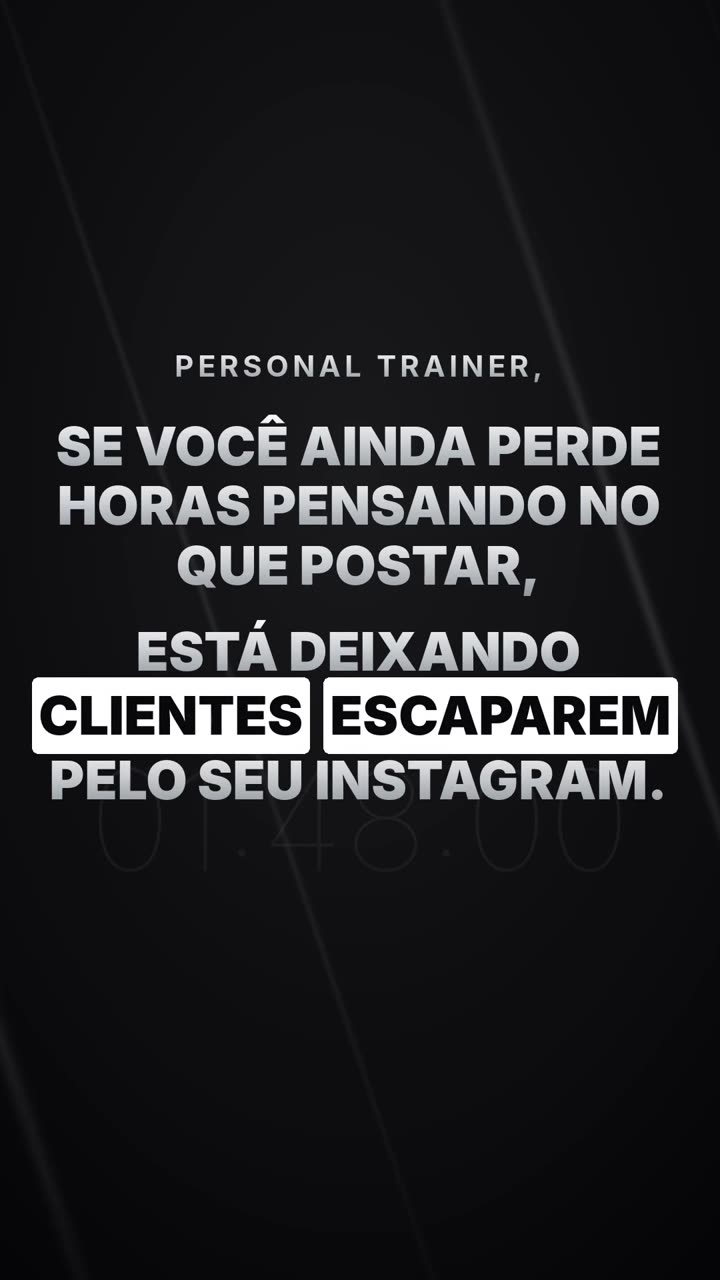 PERSONAL TRAINER,
SE VOCÊ AINDA PERDE
HORAS PENSANDO NO
QUE POSTAR,
ESTÁ DEIXANDO
CLIENTES ESCAPAREM
PELO SEU INSTAGRAM.
01.48.00